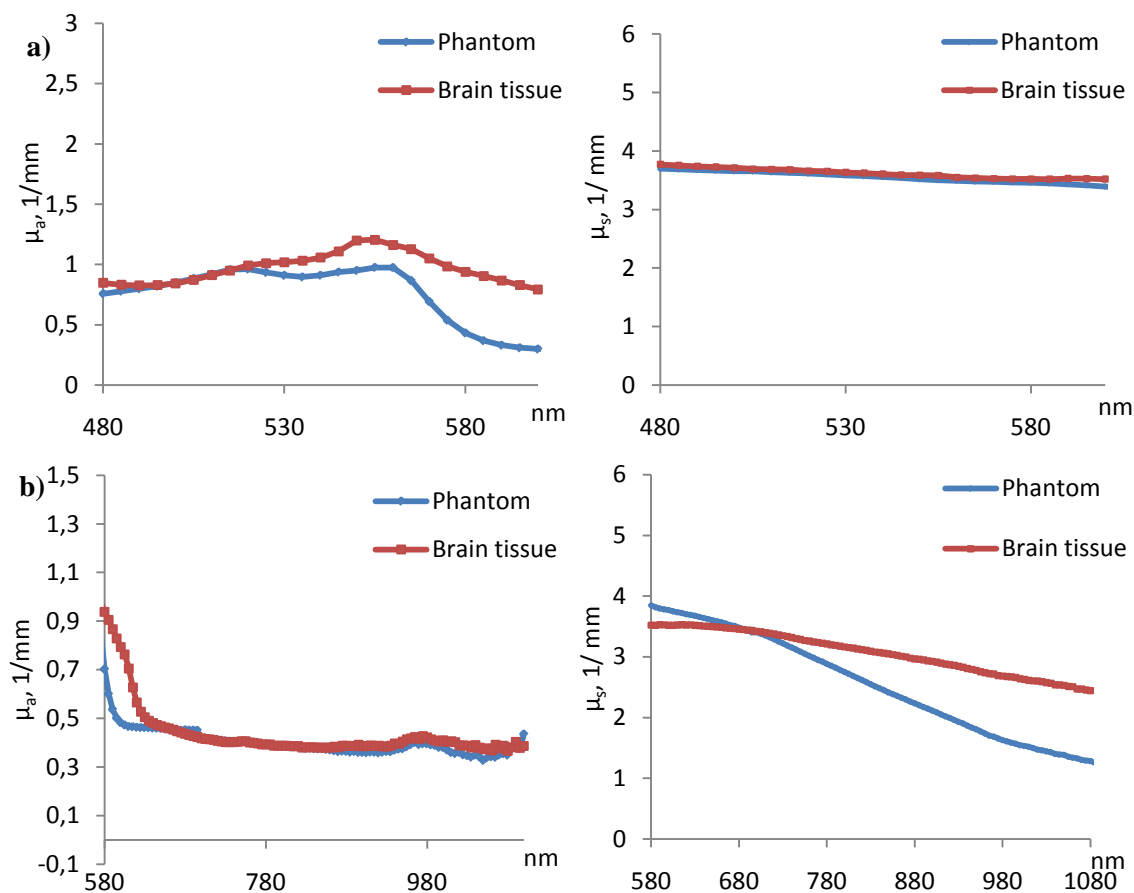 a)
3
2,5
2
1,5
1
0,5
0
μa, 1/mm
Phantom
Brain tissue
480
530
580
nm
6
5
4
3
2
1
0
μs, 1/ mm
Phantom
Brain tissue
480
530
580
nm
b)
1,5
1,3
1,1
0,9
0,7
0,5
0,3
0,1
-0,1
μa, 1/mm
Phantom
Brain tissue
580
780
980
nm
6
5
4
3
2
1
0
μs, 1/ mm
Phantom
Brain tissue
580
680
780
880
980
1080
nm